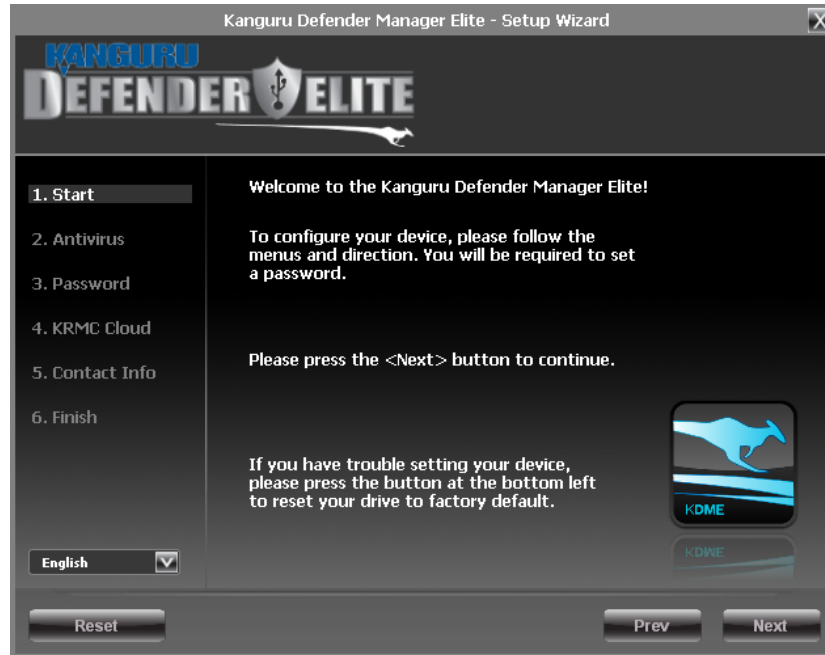 Kanguru Defender Manager Elite - Setup Wizard
X
KANGURU
DEFENDER ELITE
1. Start
2. Antivirus
3. Password
4. KRMC Cloud
5. Contact Info
6. Finish
English
Welcome to the Kanguru Defender Manager Elite!
To configure your device, please follow the
menus and direction. You will be required to set
a password.
Please press the <Next> button to continue.
If you have trouble setting your device,
please press the button at the bottom left
to reset your drive to factory default.
KDME
Reset
Prev
Next